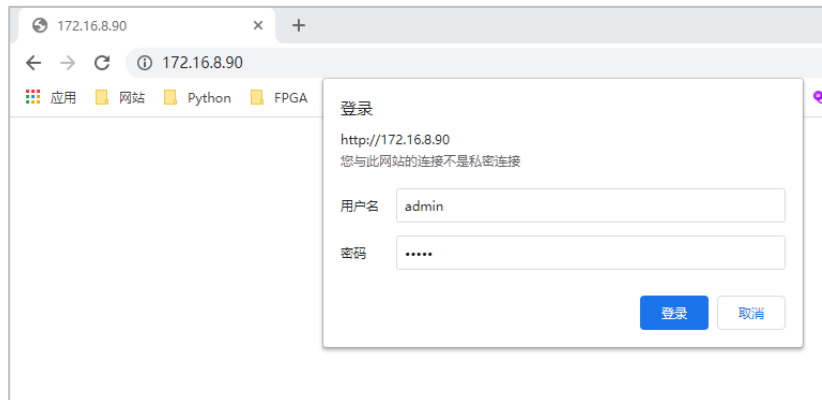 172.16.8.90
172.16.8.90
应用 网站 Python FPGA
登录
http://172.16.8.90
您与此网站的连接不是私密连接
用户名 admin
密码 •••••
登录 取消